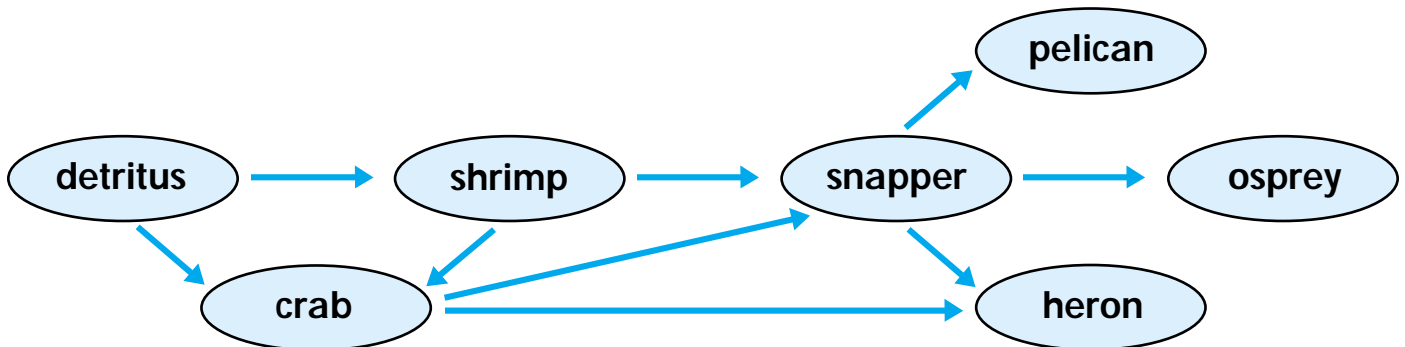 pelican
detritus
shrimp
snapper
osprey
crab
heron